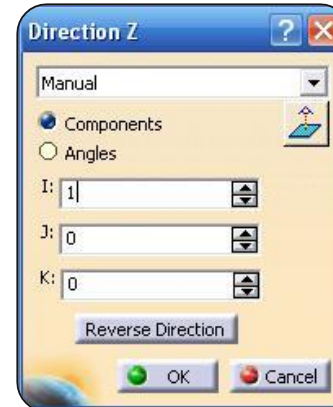 Direction Z
Manual
Components
Angles
I: 1
J: 0
K: 0
Reverse Direction
OK
Cancel